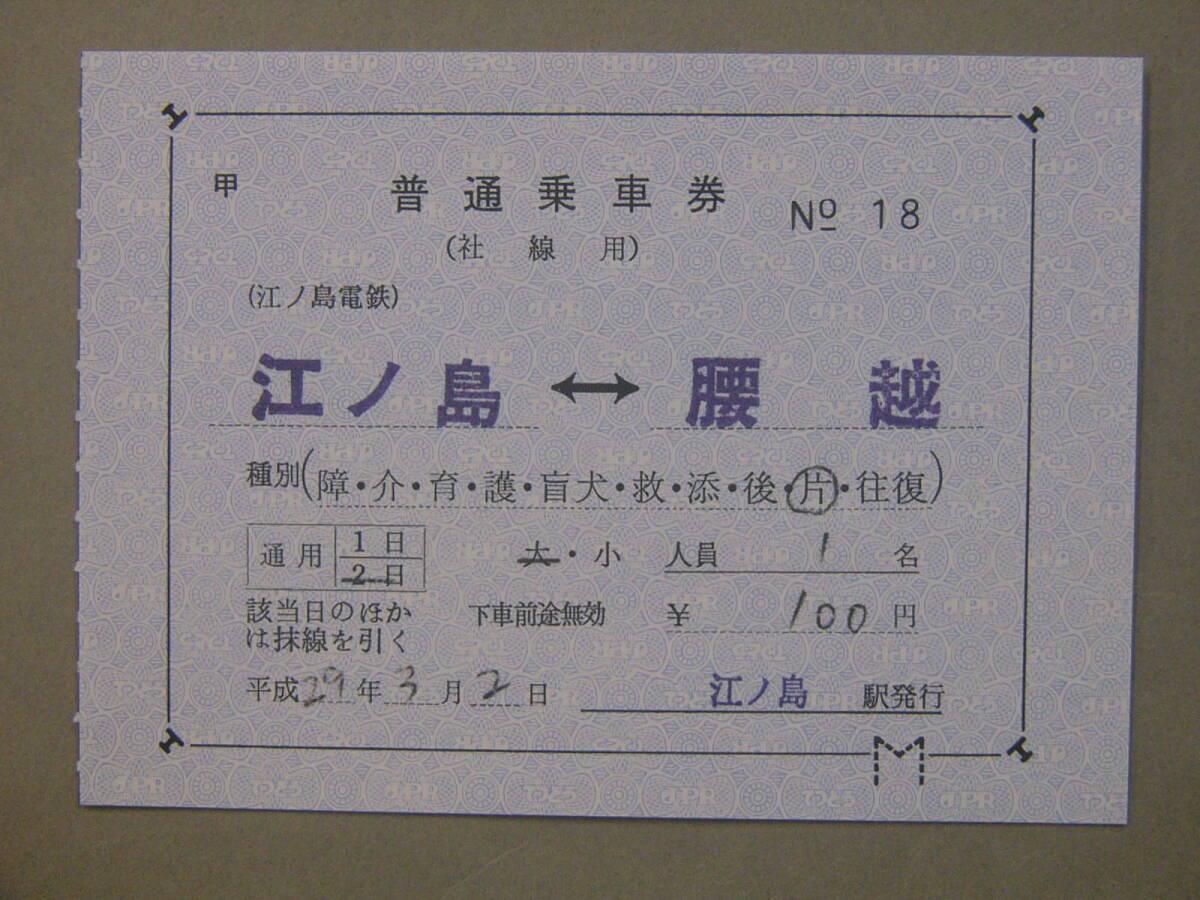 甲 普通乗車券 No 18
(社線用)
(江ノ島電鉄)
江ノ島 ↔ 腰越
種別(障・介・育・護・盲犬・救・添・後・片・往復)
通用 1日 大・小 人員 1 名
2日
該当日のほか 下車前途無効 ¥ 100 円
は抹線を引く
平成29年3月2日 江ノ島 駅発行